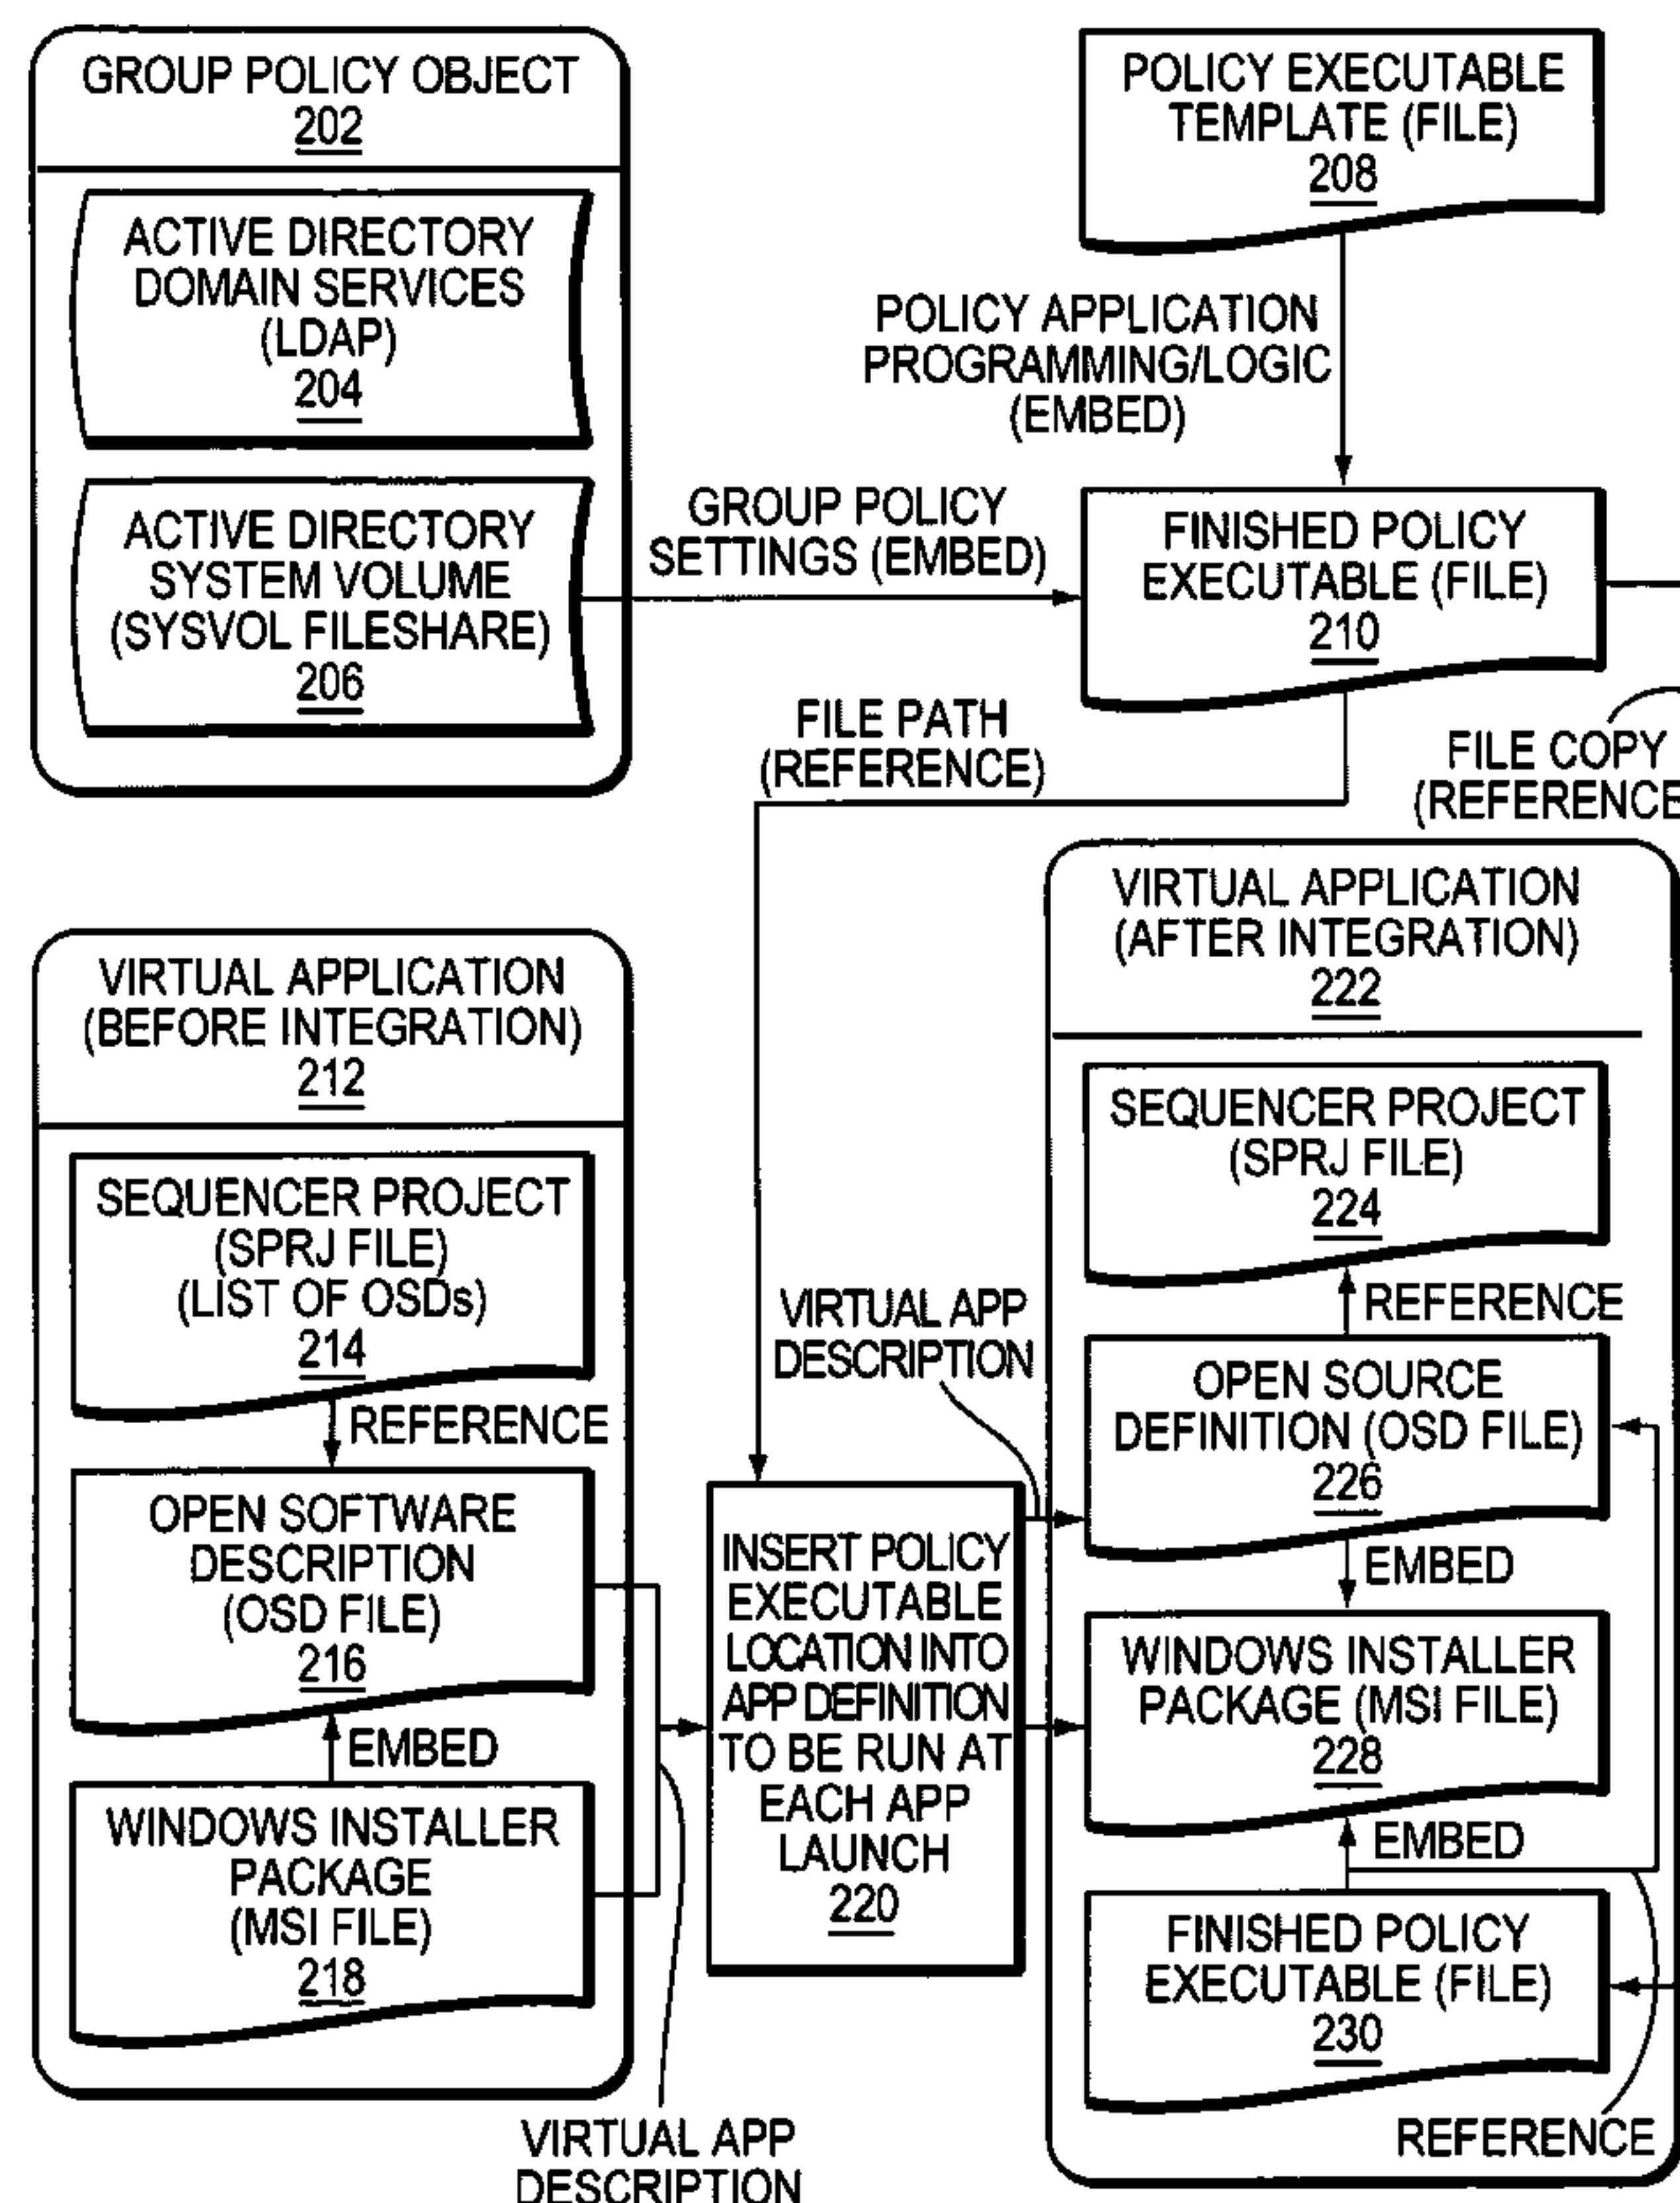 GROUP POLICY OBJECT
202
ACTIVE DIRECTORY
DOMAIN SERVICES
(LDAP)
204
ACTIVE DIRECTORY
SYSTEM VOLUME
(SYSVOL FILESHARE)
206
POLICY EXECUTABLE
TEMPLATE (FILE)
208
POLICY APPLICATION
PROGRAMMING/LOGIC
(EMBED)
GROUP POLICY
SETTINGS (EMBED)
FINISHED POLICY
EXECUTABLE (FILE)
210
FILE PATH
(REFERENCE)
FILE COPY
(REFERENCE
VIRTUAL APPLICATION
(BEFORE INTEGRATION)
212
SEQUENCER PROJECT
(SPRJ FILE)
(LIST OF OSDs)
214
REFERENCE
OPEN SOFTWARE
DESCRIPTION
(OSD FILE)
216
EMBED
WINDOWS INSTALLER
PACKAGE
(MSI FILE)
218
VIRTUAL APP
DESCRIPTION
INSERT POLICY
EXECUTABLE
LOCATION INTO
APP DEFINITION
TO BE RUN AT
EACH APP
LAUNCH
220
VIRTUAL APP
DESCRIPTION
VIRTUAL APPLICATION
(AFTER INTEGRATION)
222
SEQUENCER PROJECT
(SPRJ FILE)
224
REFERENCE
OPEN SOURCE
DEFINITION (OSD FILE)
226
EMBED
WINDOWS INSTALLER
PACKAGE (MSI FILE)
228
EMBED
FINISHED POLICY
EXECUTABLE (FILE)
230
REFERENCE